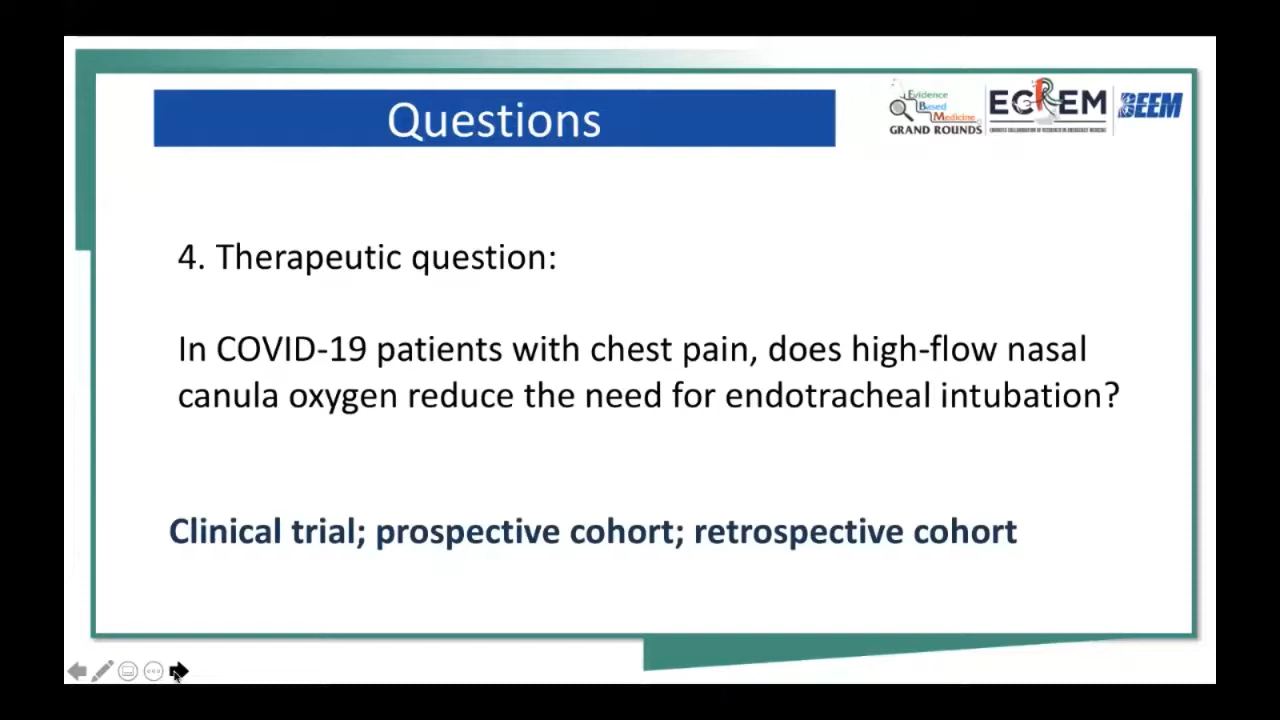 Questions
Evidence
Based
Medicine
GRAND ROUNDS
ECREM
BEEM
4. Therapeutic question:
In COVID-19 patients with chest pain, does high-flow nasal
canula oxygen reduce the need for endotracheal intubation?
Clinical trial; prospective cohort; retrospective cohort